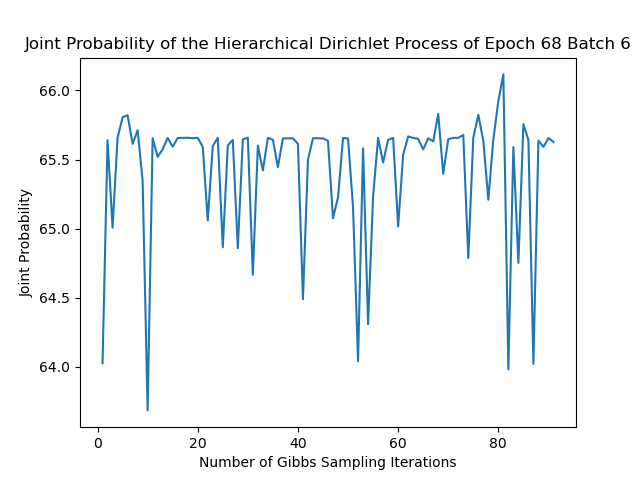 Joint Probability of the Hierarchical Dirichlet Process of Epoch 68 Batch 6
66.0
65.5
65.0
64.5
64.0
Joint Probability
0 20 40 60 80
Number of Gibbs Sampling Iterations